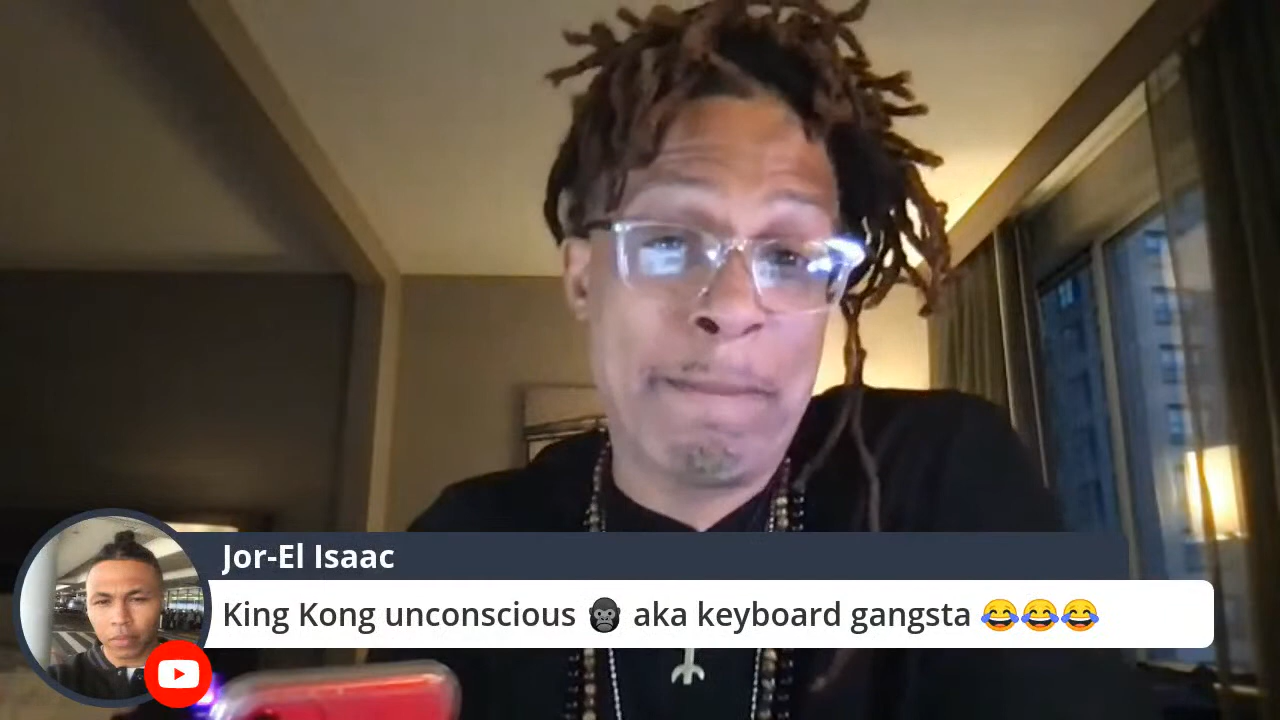 Jor-El Isaac
King Kong unconscious 🦍 aka keyboard gangsta 😂😂😂